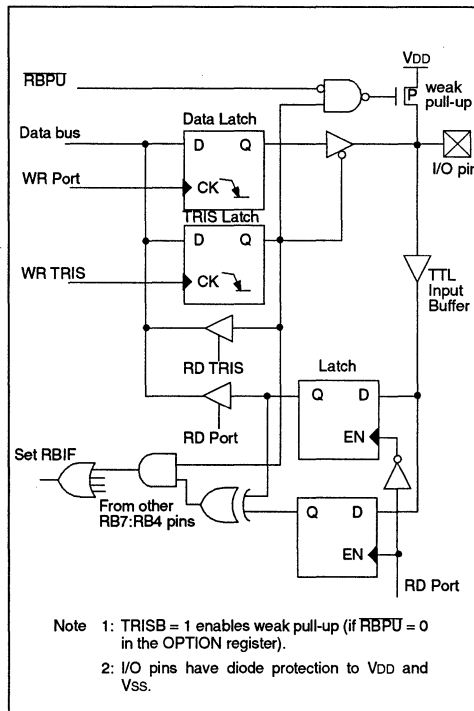 VDD
RBPU
P
weak
pull-up
Data bus
Data Latch
D Q
WR Port
CK
I/O pin
TRIS Latch
D Q
WR TRIS
CK
TTL
Input
Buffer
RD TRIS
Latch
Q D
RD Port
EN
Set RBIF
From other
RB7:RB4 pins
Q D
EN
RD Port
Note 1: TRISB = 1 enables weak pull-up (if RBPU = 0
in the OPTION register).
2: I/O pins have diode protection to VDD and
VSS.